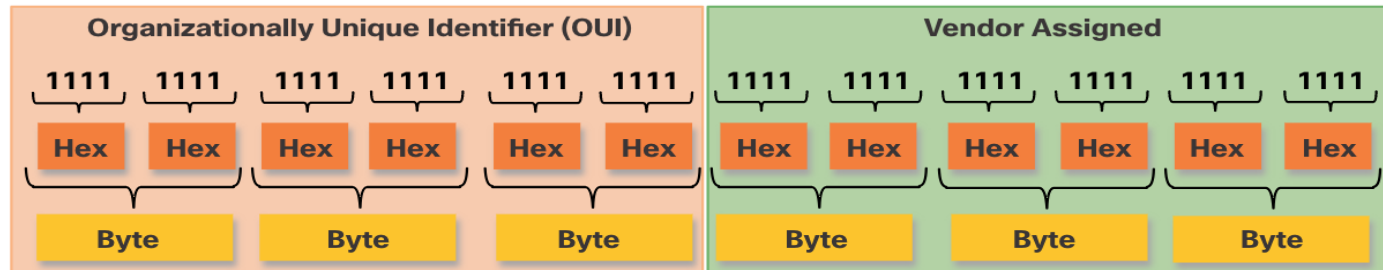 Organizationally Unique Identifier (OUI) Vendor Assigned
1111 1111 1111 1111 1111 1111 1111 1111 1111 1111 1111 1111
Hex Hex Hex Hex Hex Hex Hex Hex Hex Hex Hex Hex
Byte Byte Byte Byte Byte Byte